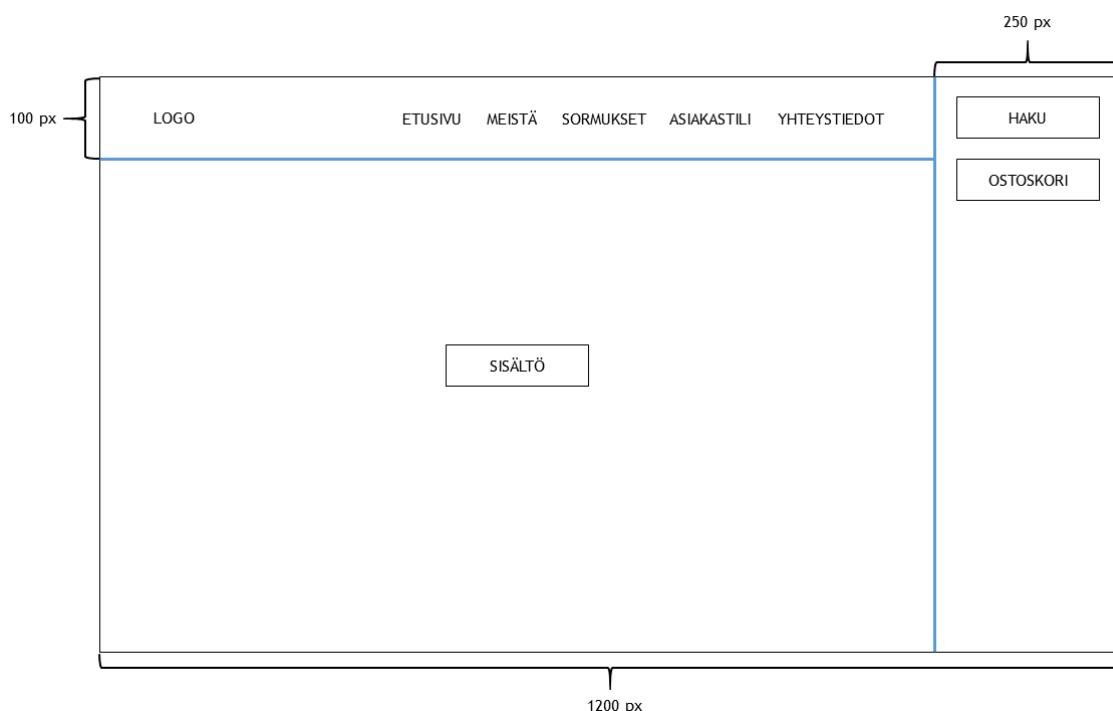 250 px
100 px
LOGO ETUSIVU MEISTÄ SORMUKSET ASIAKASTILI YHTEYSTIEDOT HAKU
OSTOSKORI
SISÄLTÖ
1200 px